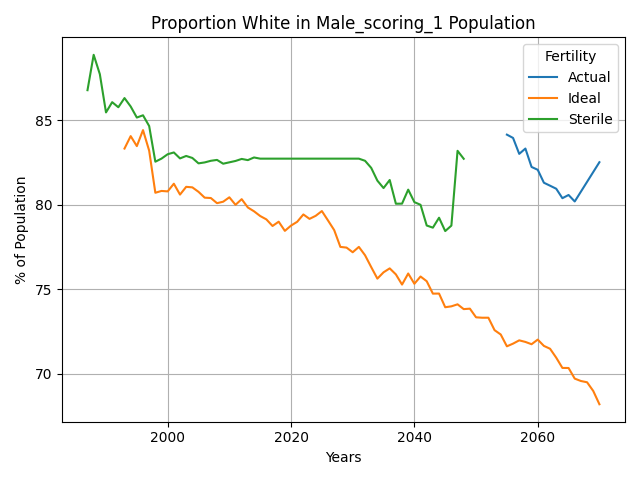 Proportion White in Male_scoring_1 Population
Fertility
Actual
Ideal
Sterile
% of Population
85
80
75
70
2000
2020
2040
2060
Years